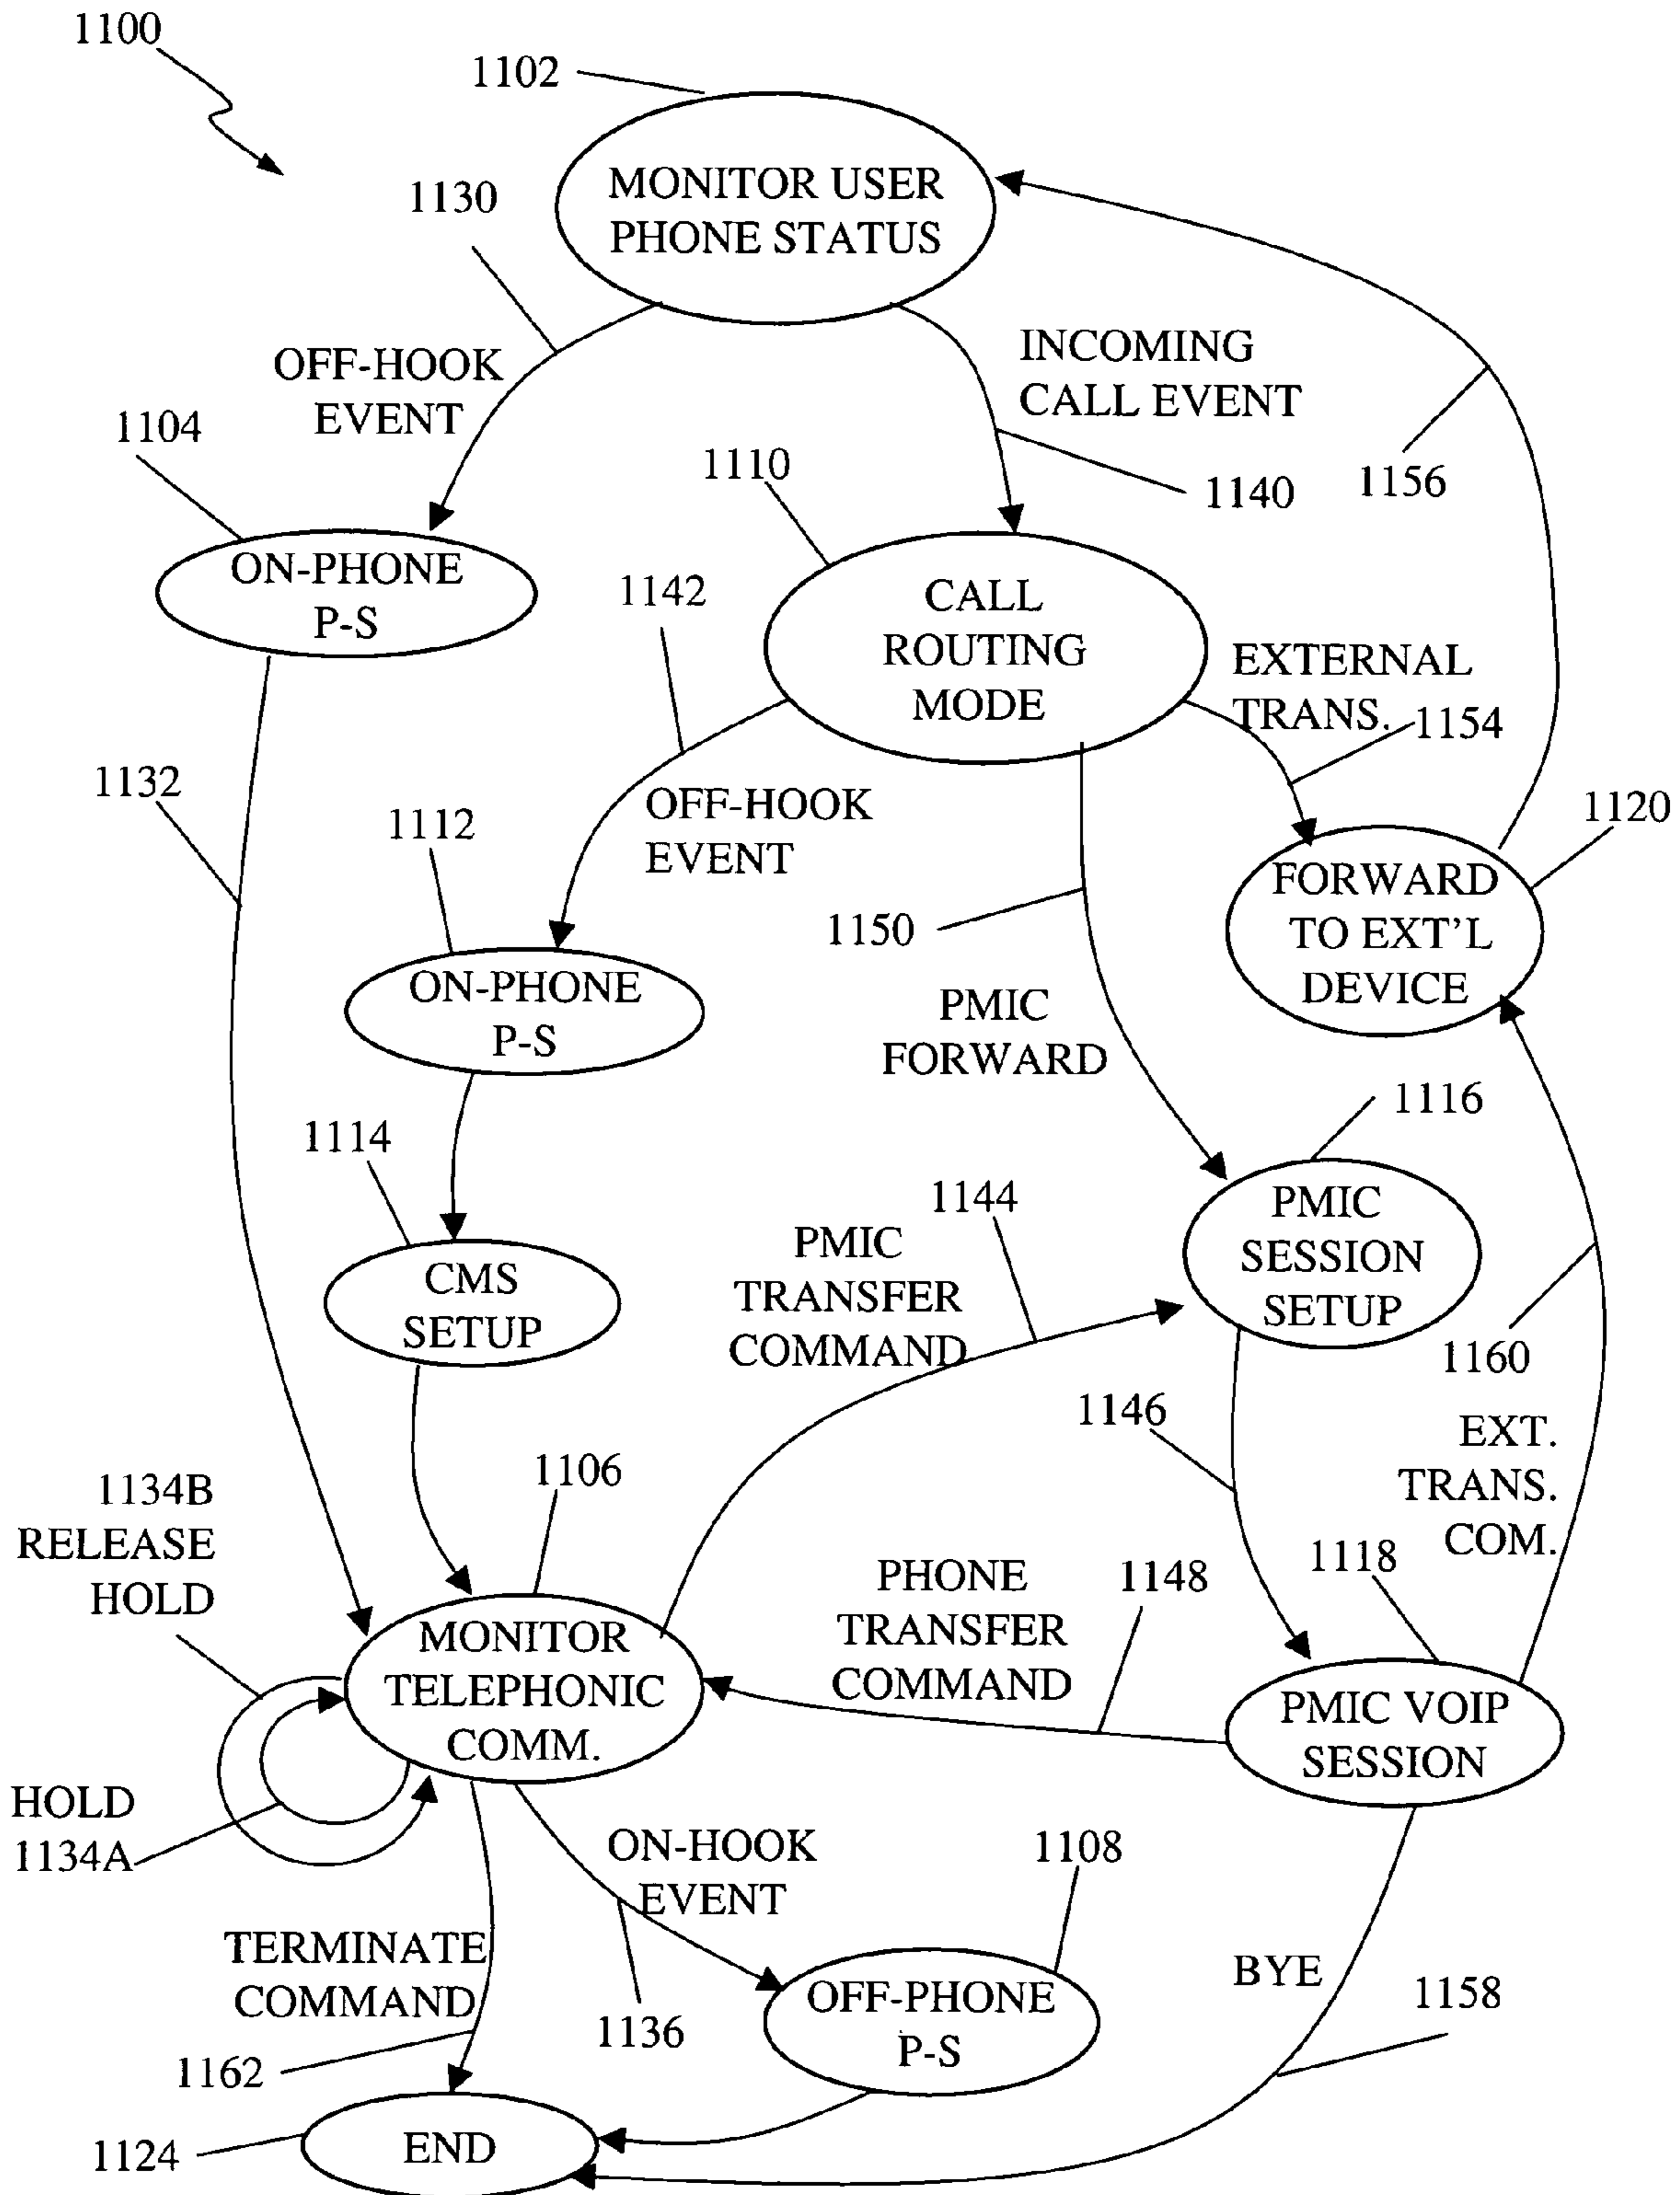 1100
1102
MONITOR USER
PHONE STATUS
1130
OFF-HOOK
EVENT
INCOMING
CALL EVENT
1156
1104
1110
1140
ON-PHONE
P-S
1142
CALL
ROUTING
MODE
EXTERNAL
TRANS.
1154
1132
1112
OFF-HOOK
EVENT
1120
FORWARD
TO EXT'L
DEVICE
1150
ON-PHONE
P-S
PMIC
FORWARD
1116
1114
1144
PMIC
SESSION
SETUP
CMS
SETUP
PMIC
TRANSFER
COMMAND
1160
1146
EXT.
TRANS.
COM.
1134B
RELEASE
HOLD
1106
1118
PHONE
TRANSFER
COMMAND
1148
MONITOR
TELEPHONIC
COMM.
PMIC VOIP
SESSION
HOLD
1134A
ON-HOOK
EVENT
1108
TERMINATE
COMMAND
BYE
1158
OFF-PHONE
P-S
1136
1162
END
1124